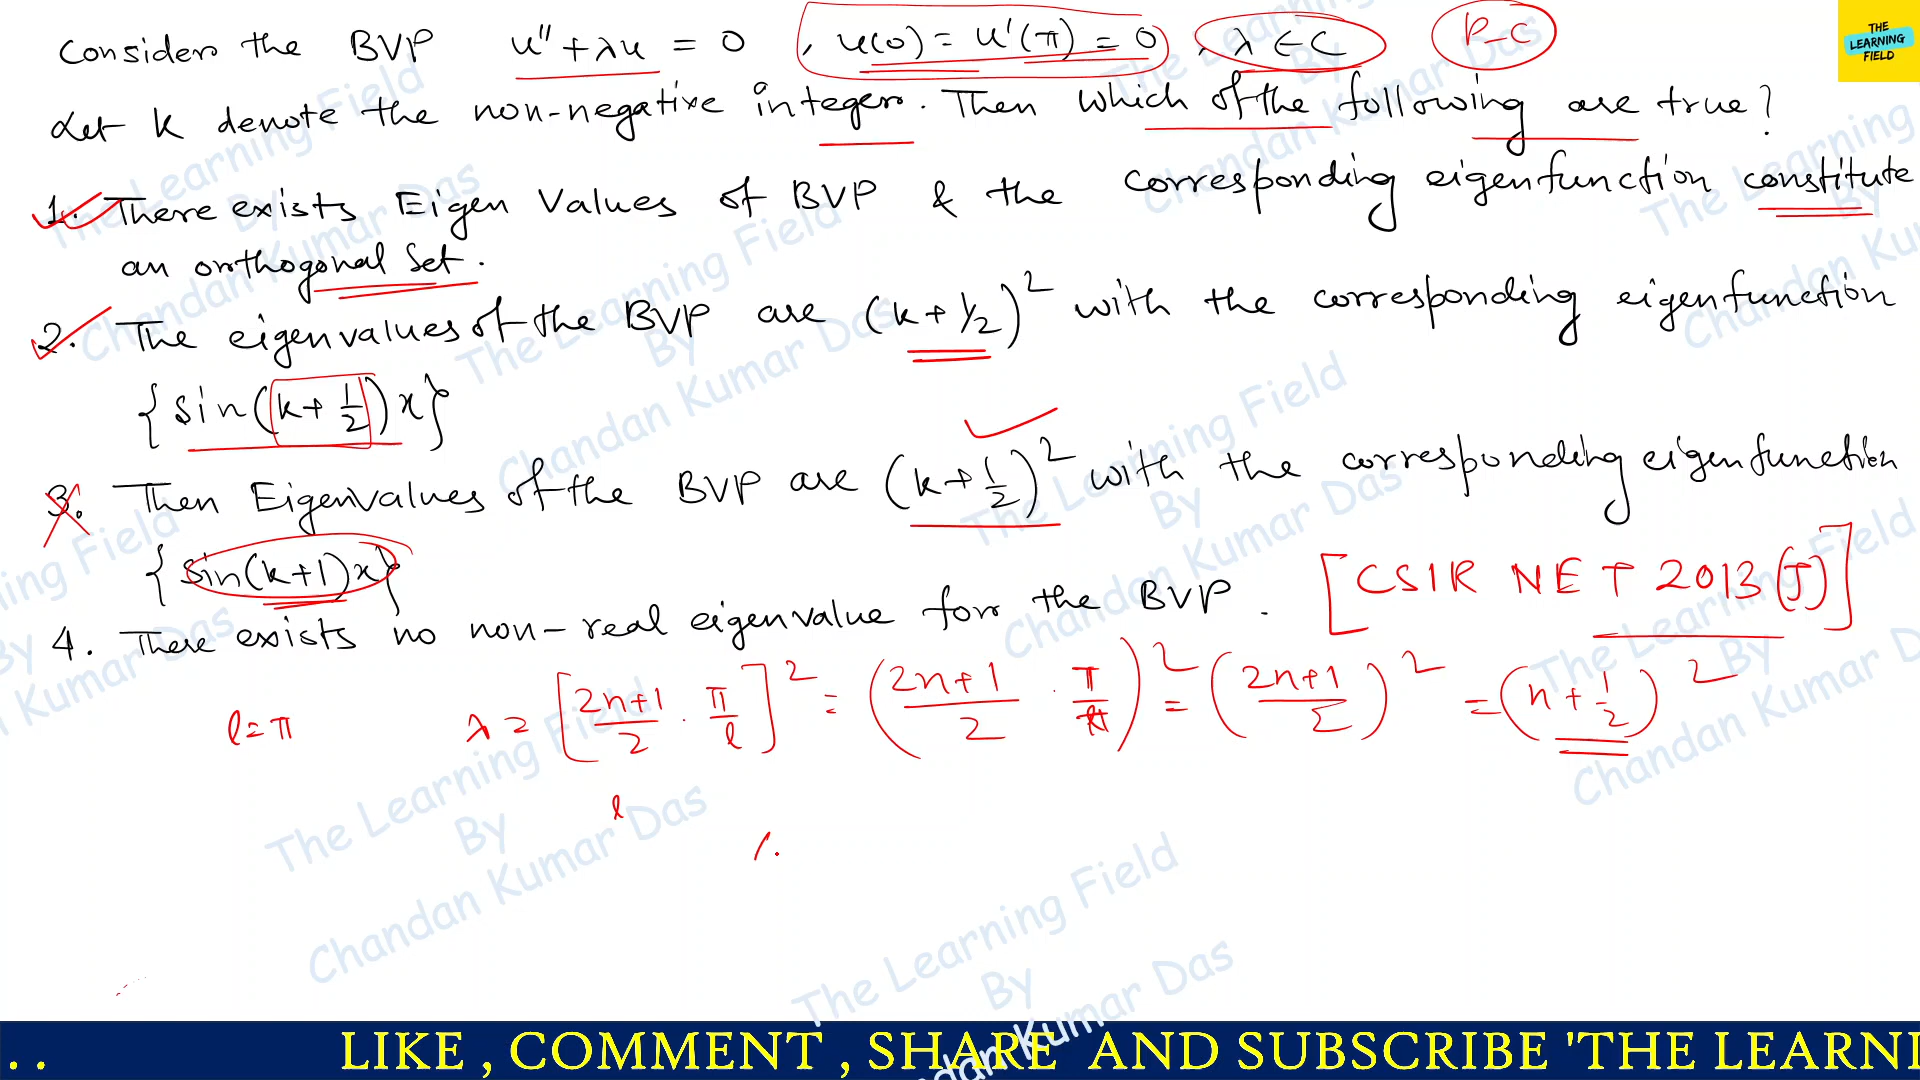 Consider the BVP u'' + λu = 0 , u(0) = u'(π) = 0 , λ ∈ C P-C
THE LEARNING FIELD
Let K denote the non-negative integer. Then which of the following are true?
1. There exists Eigen Values of BVP & the corresponding eigenfunction constitute
an orthogonal set.
2. The eigenvalues of the BVP are (k+1/2)^2 with the corresponding eigenfunction
{sin(k+1/2)x}
3. Then Eigenvalues of the BVP are (k+1/2)^2 with the corresponding eigenfunction
{sin(k+1)x}
[CSIR NET 2013(J)]
4. There exists no non-real eigenvalue for the BVP.
l=π λ = [2n+1/2 · π/l]^2 = (2n+1/2 · π/π)^2 = (2n+1/2)^2 = (n+1/2)^2
l
The Learning Field
By
Chandan Kumar Das
. . LIKE , COMMENT , SHARE AND SUBSCRIBE 'THE LEARNI